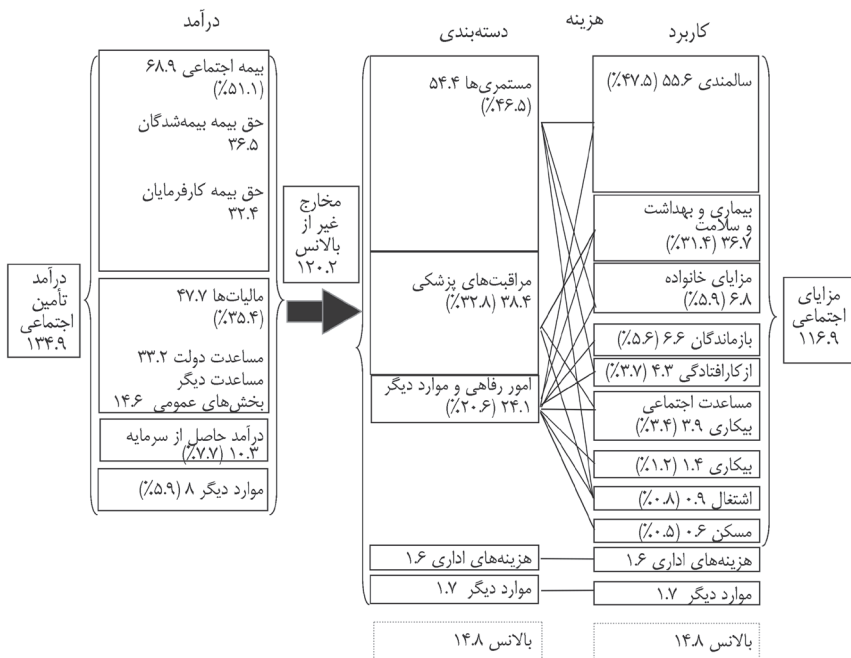 درآمد
هزینه
دسته‌بندی
کاربرد
درآمد
تأمین
اجتماعی
۱۳۴.۹
بیمه اجتماعی ۶۸.۹
(٪۵۱.۱)
حق بیمه بیمه‌شدگان
۳۶.۵
حق بیمه کارفرمایان
۳۲.۴
مالیات‌ها ۴۷.۷
(٪۳۵.۴)
مساعدت دولت ۳۳.۲
مساعدت دیگر
بخش‌های عمومی ۱۴.۶
درآمد حاصل از سرمایه
۱۰.۳ (٪۷.۷)
موارد دیگر ۸ (٪۵.۹)
مخارج
غیر از
بالانس
۱۲۰.۲
مستمری‌ها ۵۴.۴
(٪۴۶.۵)
مراقبت‌های پزشکی
۳۸.۴ (٪۳۲.۸)
امور رفاهی و موارد دیگر
۲۴.۱ (٪۲۰.۶)
هزینه‌های اداری ۱.۶
موارد دیگر ۱.۷
بالانس ۱۴.۸
سالمندی ۵۵.۶ (٪۴۷.۵)
بیماری و بهداشت
و سلامت
۳۶.۷ (٪۳۱.۴)
مزایای خانواده
۶.۸ (٪۵.۹)
بازماندگان ۶.۶ (٪۵.۶)
ازکارافتادگی ۴.۳ (٪۳.۷)
مساعدت اجتماعی
بیکاری ۳.۹ (٪۳.۴)
بیکاری ۱.۴ (٪۱.۲)
اشتغال ۰.۹ (٪۰.۸)
مسکن ۰.۶ (٪۰.۵)
هزینه‌های اداری ۱.۶
موارد دیگر ۱.۷
بالانس ۱۴.۸
مزایای
اجتماعی
۱۱۶.۹